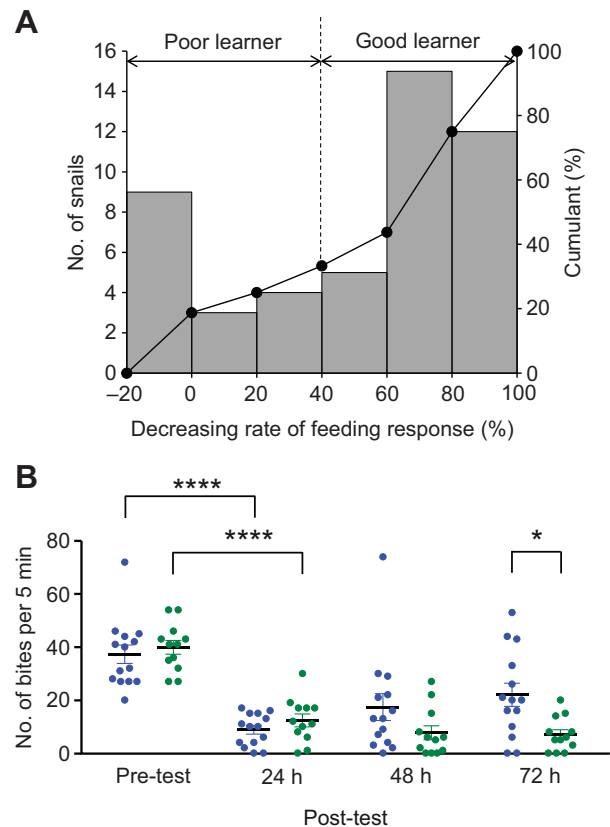 A
Poor learner Good learner
16 100
14
12 80
10
60
8
6 40
4
20
2
0 0
–20 0 20 40 60 80 100
No. of snails
Cumulant (%)
Decreasing rate of feeding response (%)
B
****
**** *
80
60
40
20
0
No. of bites per 5 min
Pre-test 24 h 48 h 72 h
Post-test